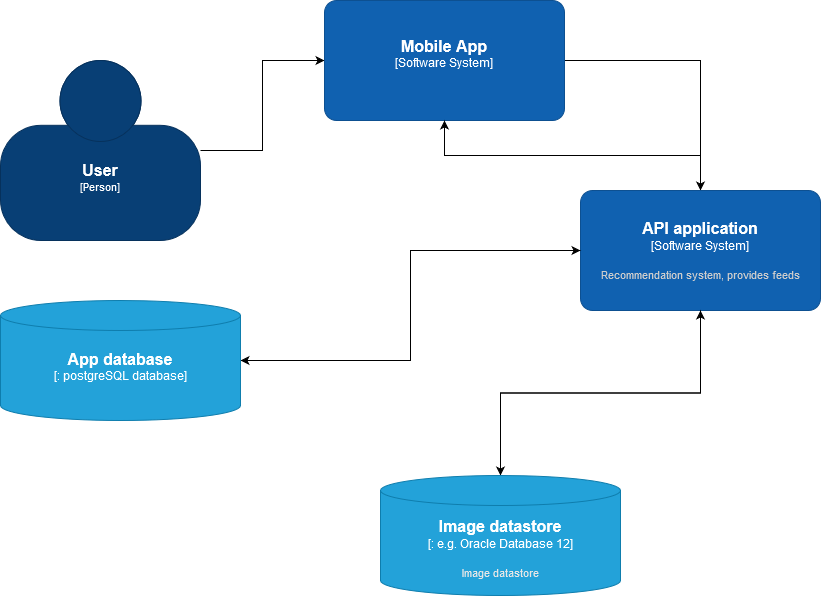 Mobile App
[Software System]
User
[Person]
API application
[Software System]
Recommendation system, provides feeds
App database
[: postgreSQL database]
Image datastore
[: e.g. Oracle Database 12]
Image datastore